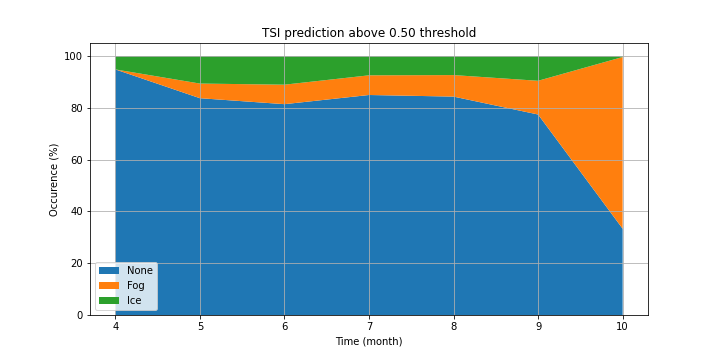 TSI prediction above 0.50 threshold
Occurence (%)
100
80
60
40
20
0
None
Fog
Ice
4 5 6 7 8 9 10
Time (month)